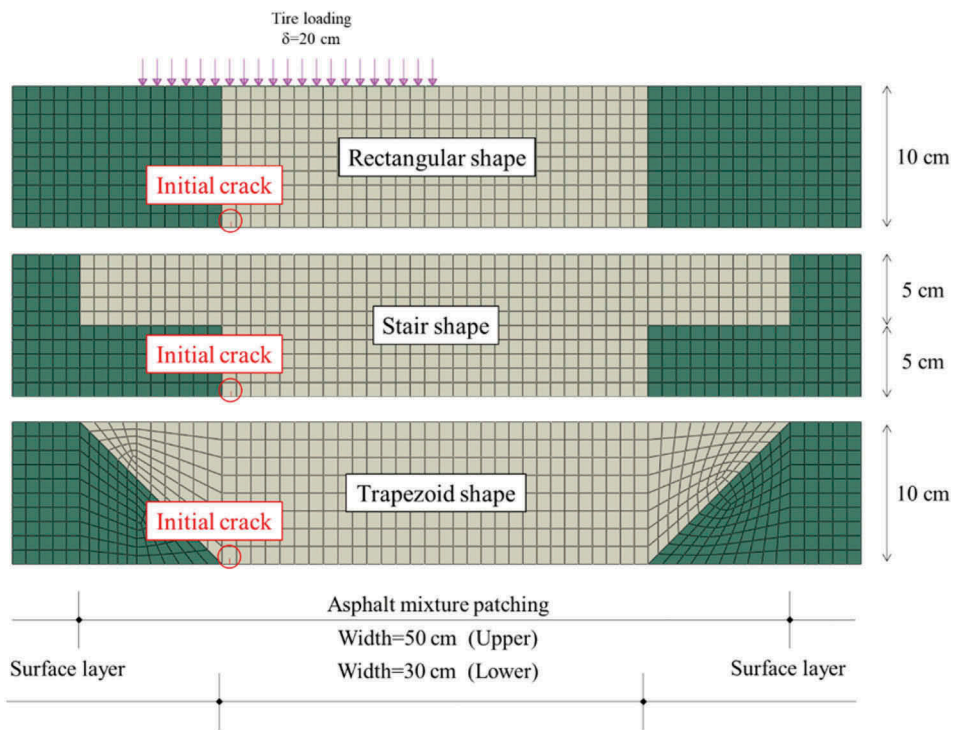 Tire loading
δ=20 cm
Rectangular shape
10 cm
Initial crack
5 cm
Stair shape
Initial crack
5 cm
Trapezoid shape
10 cm
Initial crack
Asphalt mixture patching
Width=50 cm (Upper)
Surface layer
Width=30 cm (Lower)
Surface layer